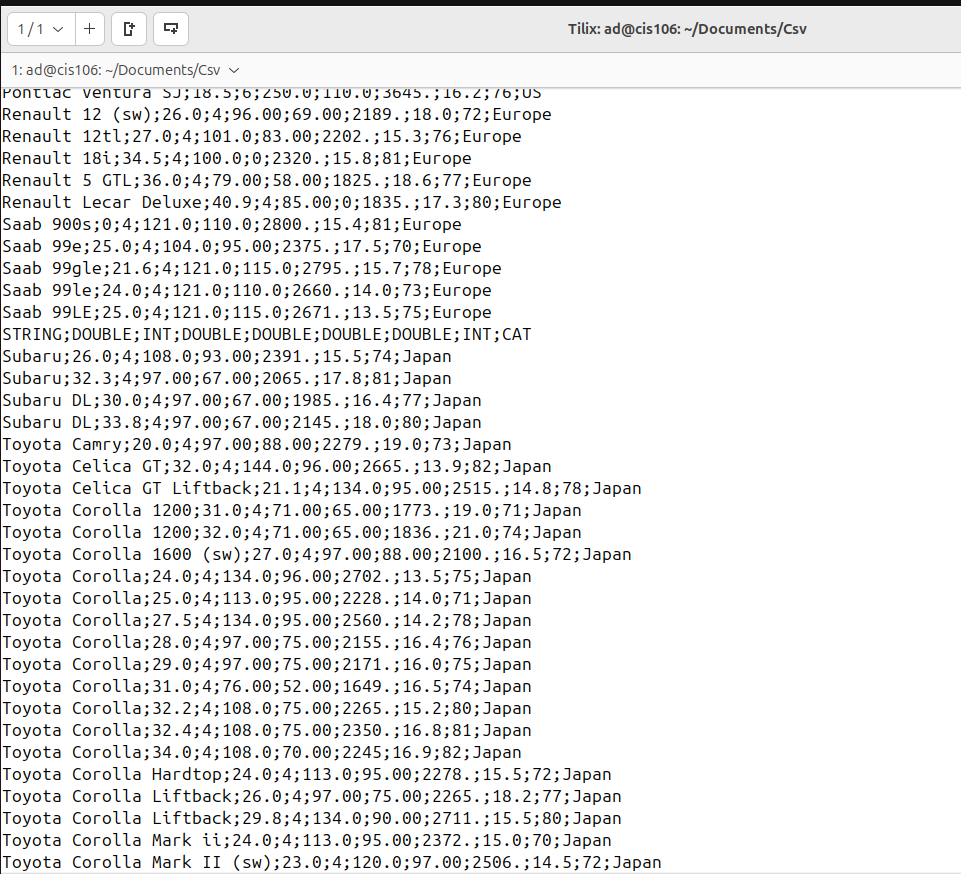 1 / 1
Tilix: ad@cis106: ~/Documents/Csv
1: ad@cis106: ~/Documents/Csv
Pontiac Ventura SJ;18.5;6;250.0;110.0;3645.;16.2;76;US
Renault 12 (sw);26.0;4;96.00;69.00;2189.;18.0;72;Europe
Renault 12tl;27.0;4;101.0;83.00;2202.;15.3;76;Europe
Renault 18i;34.5;4;100.0;0;2320.;15.8;81;Europe
Renault 5 GTL;36.0;4;79.00;58.00;1825.;18.6;77;Europe
Renault Lecar Deluxe;40.9;4;85.00;0;1835.;17.3;80;Europe
Saab 900s;0;4;121.0;110.0;2800.;15.4;81;Europe
Saab 99e;25.0;4;104.0;95.00;2375.;17.5;70;Europe
Saab 99gle;21.6;4;121.0;115.0;2795.;15.7;78;Europe
Saab 99le;24.0;4;121.0;110.0;2660.;14.0;73;Europe
Saab 99LE;25.0;4;121.0;115.0;2671.;13.5;75;Europe
STRING;DOUBLE;INT;DOUBLE;DOUBLE;DOUBLE;DOUBLE;INT;CAT
Subaru;26.0;4;108.0;93.00;2391.;15.5;74;Japan
Subaru;32.3;4;97.00;67.00;2065.;17.8;81;Japan
Subaru DL;30.0;4;97.00;67.00;1985.;16.4;77;Japan
Subaru DL;33.8;4;97.00;67.00;2145.;18.0;80;Japan
Toyota Camry;20.0;4;97.00;88.00;2279.;19.0;73;Japan
Toyota Celica GT;32.0;4;144.0;96.00;2665.;13.9;82;Japan
Toyota Celica GT Liftback;21.1;4;134.0;95.00;2515.;14.8;78;Japan
Toyota Corolla 1200;31.0;4;71.00;65.00;1773.;19.0;71;Japan
Toyota Corolla 1200;32.0;4;71.00;65.00;1836.;21.0;74;Japan
Toyota Corolla 1600 (sw);27.0;4;97.00;88.00;2100.;16.5;72;Japan
Toyota Corolla;24.0;4;134.0;96.00;2702.;13.5;75;Japan
Toyota Corolla;25.0;4;113.0;95.00;2228.;14.0;71;Japan
Toyota Corolla;27.5;4;134.0;95.00;2560.;14.2;78;Japan
Toyota Corolla;28.0;4;97.00;75.00;2155.;16.4;76;Japan
Toyota Corolla;29.0;4;97.00;75.00;2171.;16.0;75;Japan
Toyota Corolla;31.0;4;76.00;52.00;1649.;16.5;74;Japan
Toyota Corolla;32.2;4;108.0;75.00;2265.;15.2;80;Japan
Toyota Corolla;32.4;4;108.0;75.00;2350.;16.8;81;Japan
Toyota Corolla;34.0;4;108.0;70.00;2245;16.9;82;Japan
Toyota Corolla Hardtop;24.0;4;113.0;95.00;2278.;15.5;72;Japan
Toyota Corolla Liftback;26.0;4;97.00;75.00;2265.;18.2;77;Japan
Toyota Corolla Liftback;29.8;4;134.0;90.00;2711.;15.5;80;Japan
Toyota Corolla Mark ii;24.0;4;113.0;95.00;2372.;15.0;70;Japan
Toyota Corolla Mark II (sw);23.0;4;120.0;97.00;2506.;14.5;72;Japan